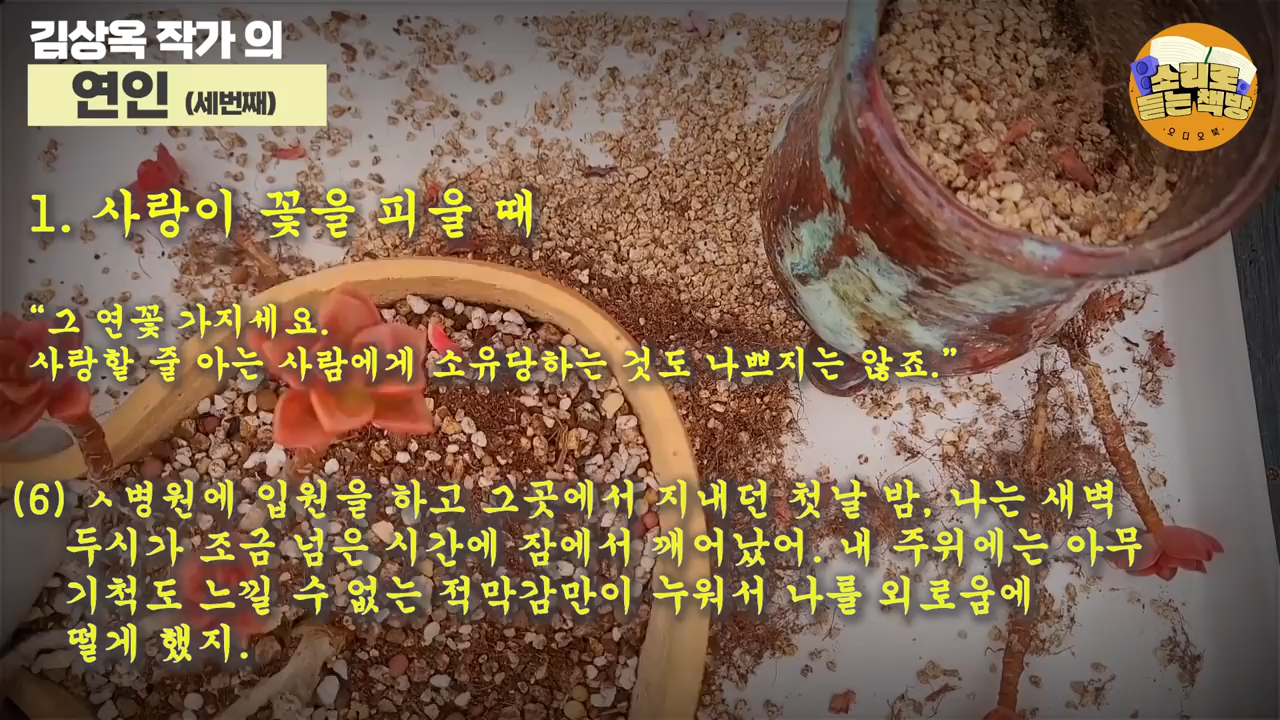 김상옥 작가 의
연인 (세번째)
소리로
듣는 책방
·오디오북·
1. 사랑이 꽃을 피울 때
“그 연꽃 가지세요.
사랑할 줄 아는 사람에게 소유당하는 것도 나쁘지는 않죠.”
(6) ㅅ병원에 입원을 하고 그곳에서 지내던 첫날 밤, 나는 새벽
두시가 조금 넘은 시간에 잠에서 깨어났어. 내 주위에는 아무
기척도 느낄 수 없는 적막감만이 누워서 나를 외로움에
떨게 했지.